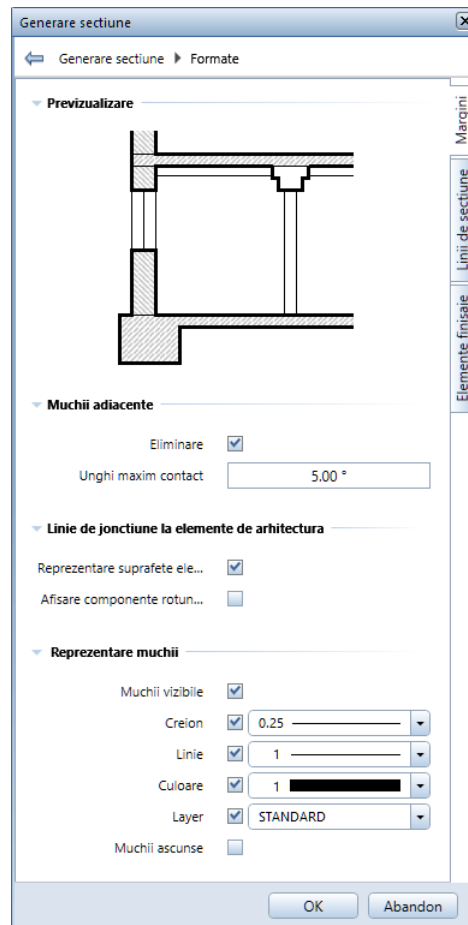 Generare sectiune
Generare sectiune Formate
Previzualizare
Margini
Linii de sectiune
Elemente finisaje
Muchii adiacente
Eliminare
Unghi maxim contact 5.00 °
Linie de jonctiune la elemente de arhitectura
Reprezentare suprafete ele...
Afisare componente rotun...
Reprezentare muchii
Muchii vizibile
Creion 0.25
Linie 1
Culoare 1
Layer STANDARD
Muchii ascunse
OK Abandon